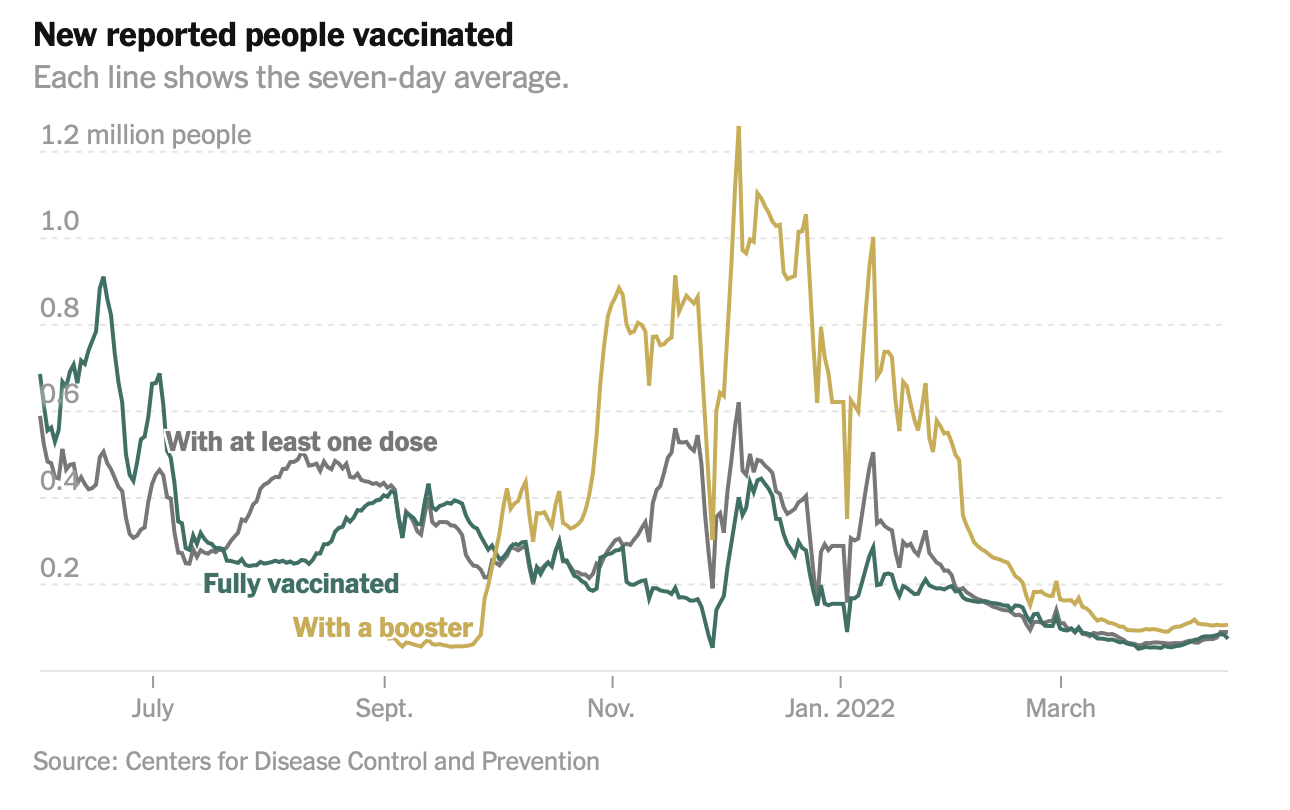 New reported people vaccinated
Each line shows the seven-day average.
1.2 million people
1.0
0.8
0.6
With at least one dose
0.4
0.2
Fully vaccinated
With a booster
July
Sept.
Nov.
Jan. 2022
March
Source: Centers for Disease Control and Prevention